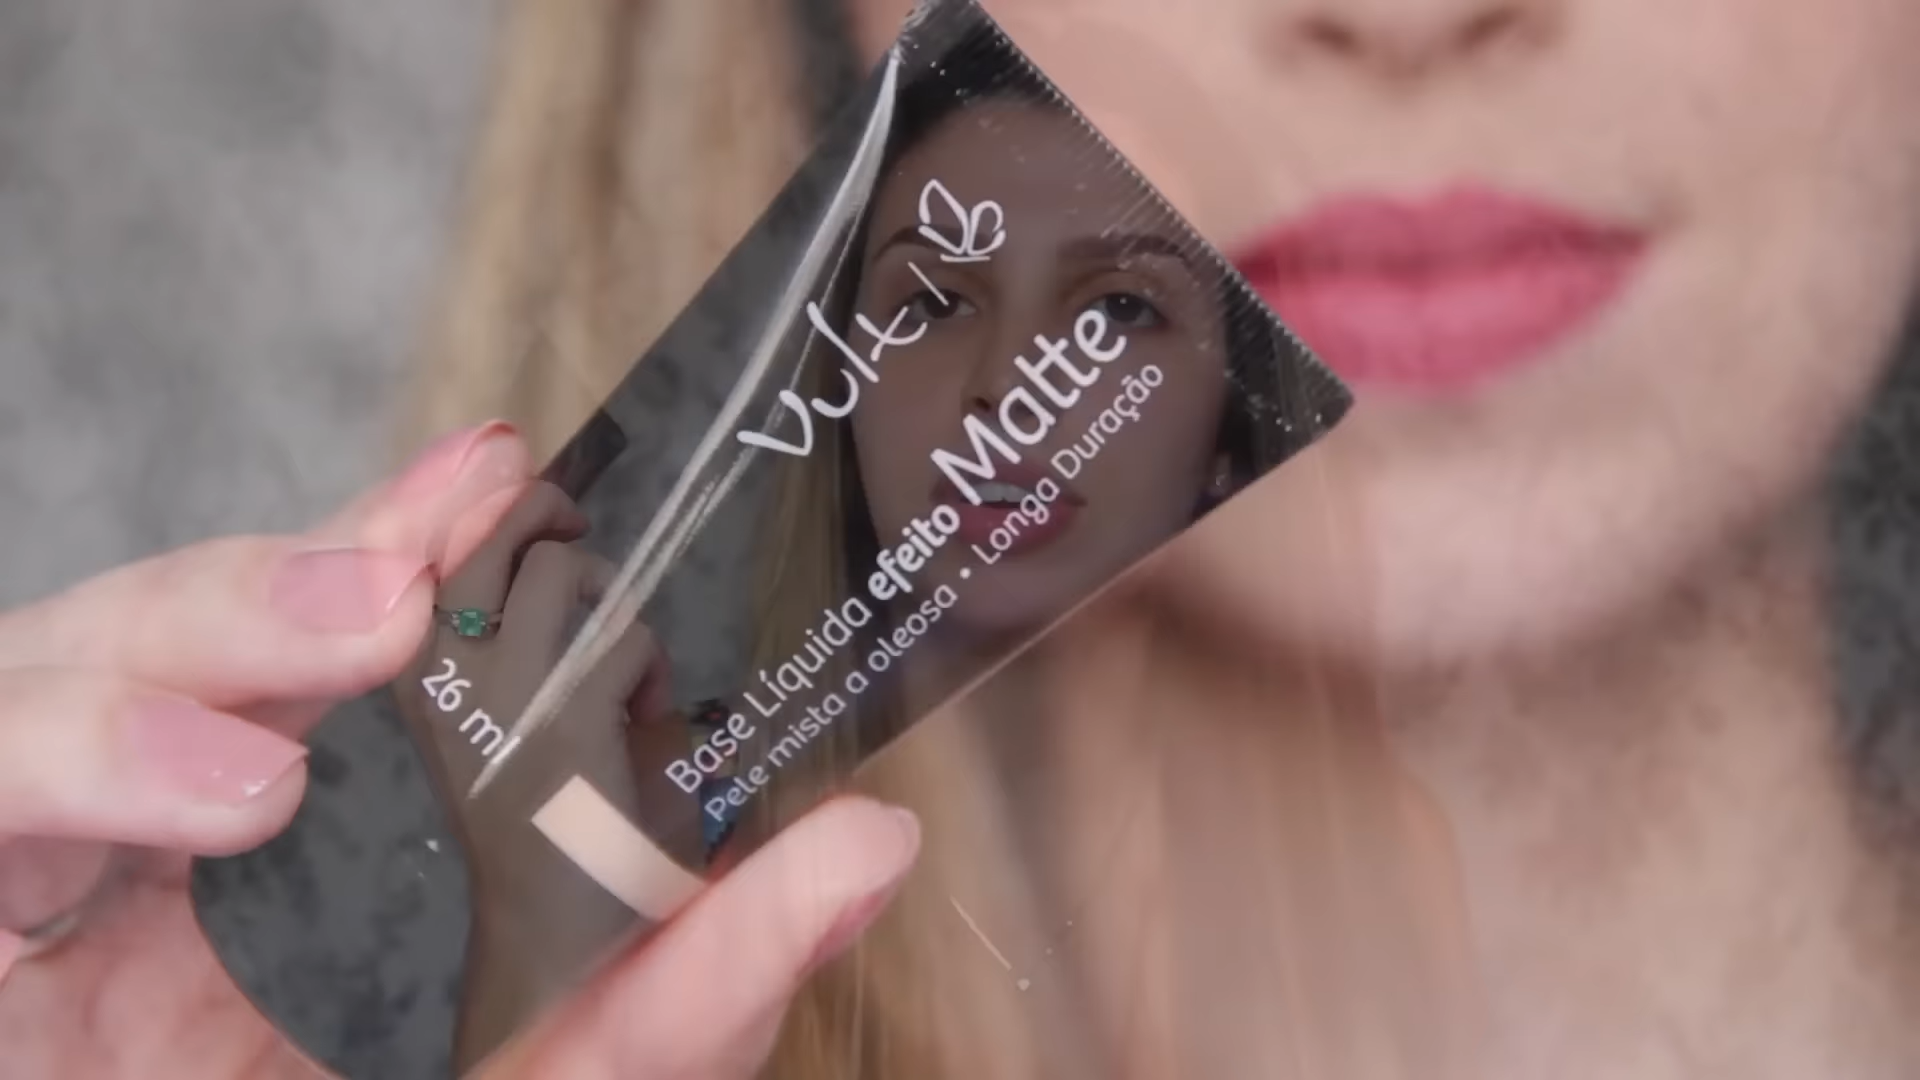 Vult
Base Líquida efeito Matte
Pele mista a oleosa • Longa Duração
26 ml